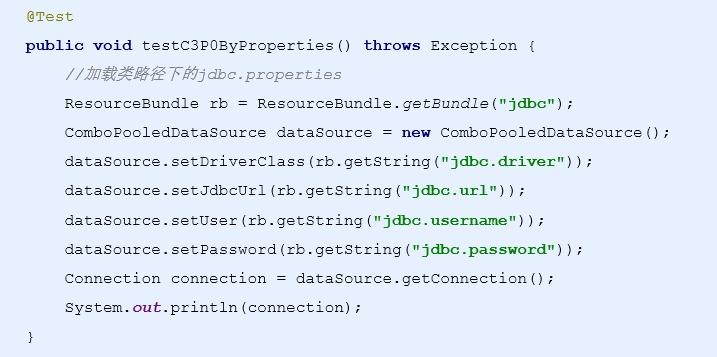 @Test
public void testC3P0ByProperties() throws Exception {
//加载类路径下的jdbc.properties
ResourceBundle rb = ResourceBundle.getBundle("jdbc");
ComboPooledDataSource dataSource = new ComboPooledDataSource();
dataSource.setDriverClass(rb.getString("jdbc.driver"));
dataSource.setJdbcUrl(rb.getString("jdbc.url"));
dataSource.setUser(rb.getString("jdbc.username"));
dataSource.setPassword(rb.getString("jdbc.password"));
Connection connection = dataSource.getConnection();
System.out.println(connection);
}